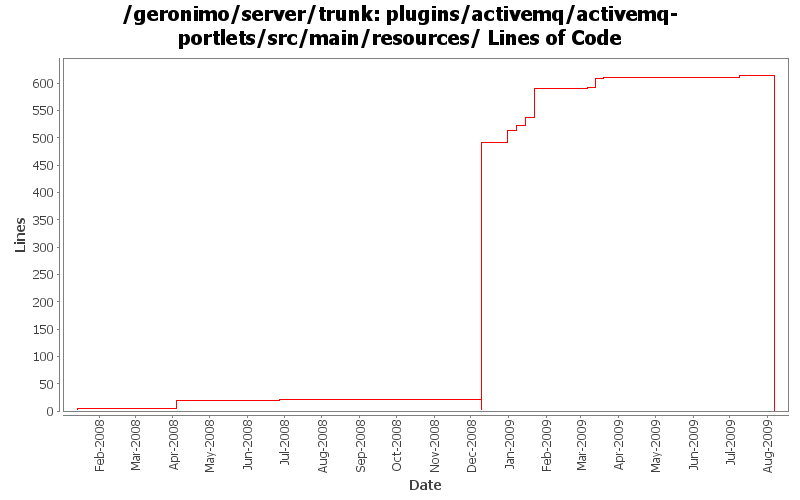 /geronimo/server/trunk: plugins/activemq/activemq-
portlets/src/main/resources/ Lines of Code
Lines
600
550
500
450
400
350
300
250
200
150
100
50
0
Feb-2008
Mar-2008
Apr-2008
May-2008
Jun-2008
Jul-2008
Aug-2008
Sep-2008
Oct-2008
Nov-2008
Dec-2008
Jan-2009
Feb-2009
Mar-2009
Apr-2009
May-2009
Jun-2009
Jul-2009
Aug-2009
Date